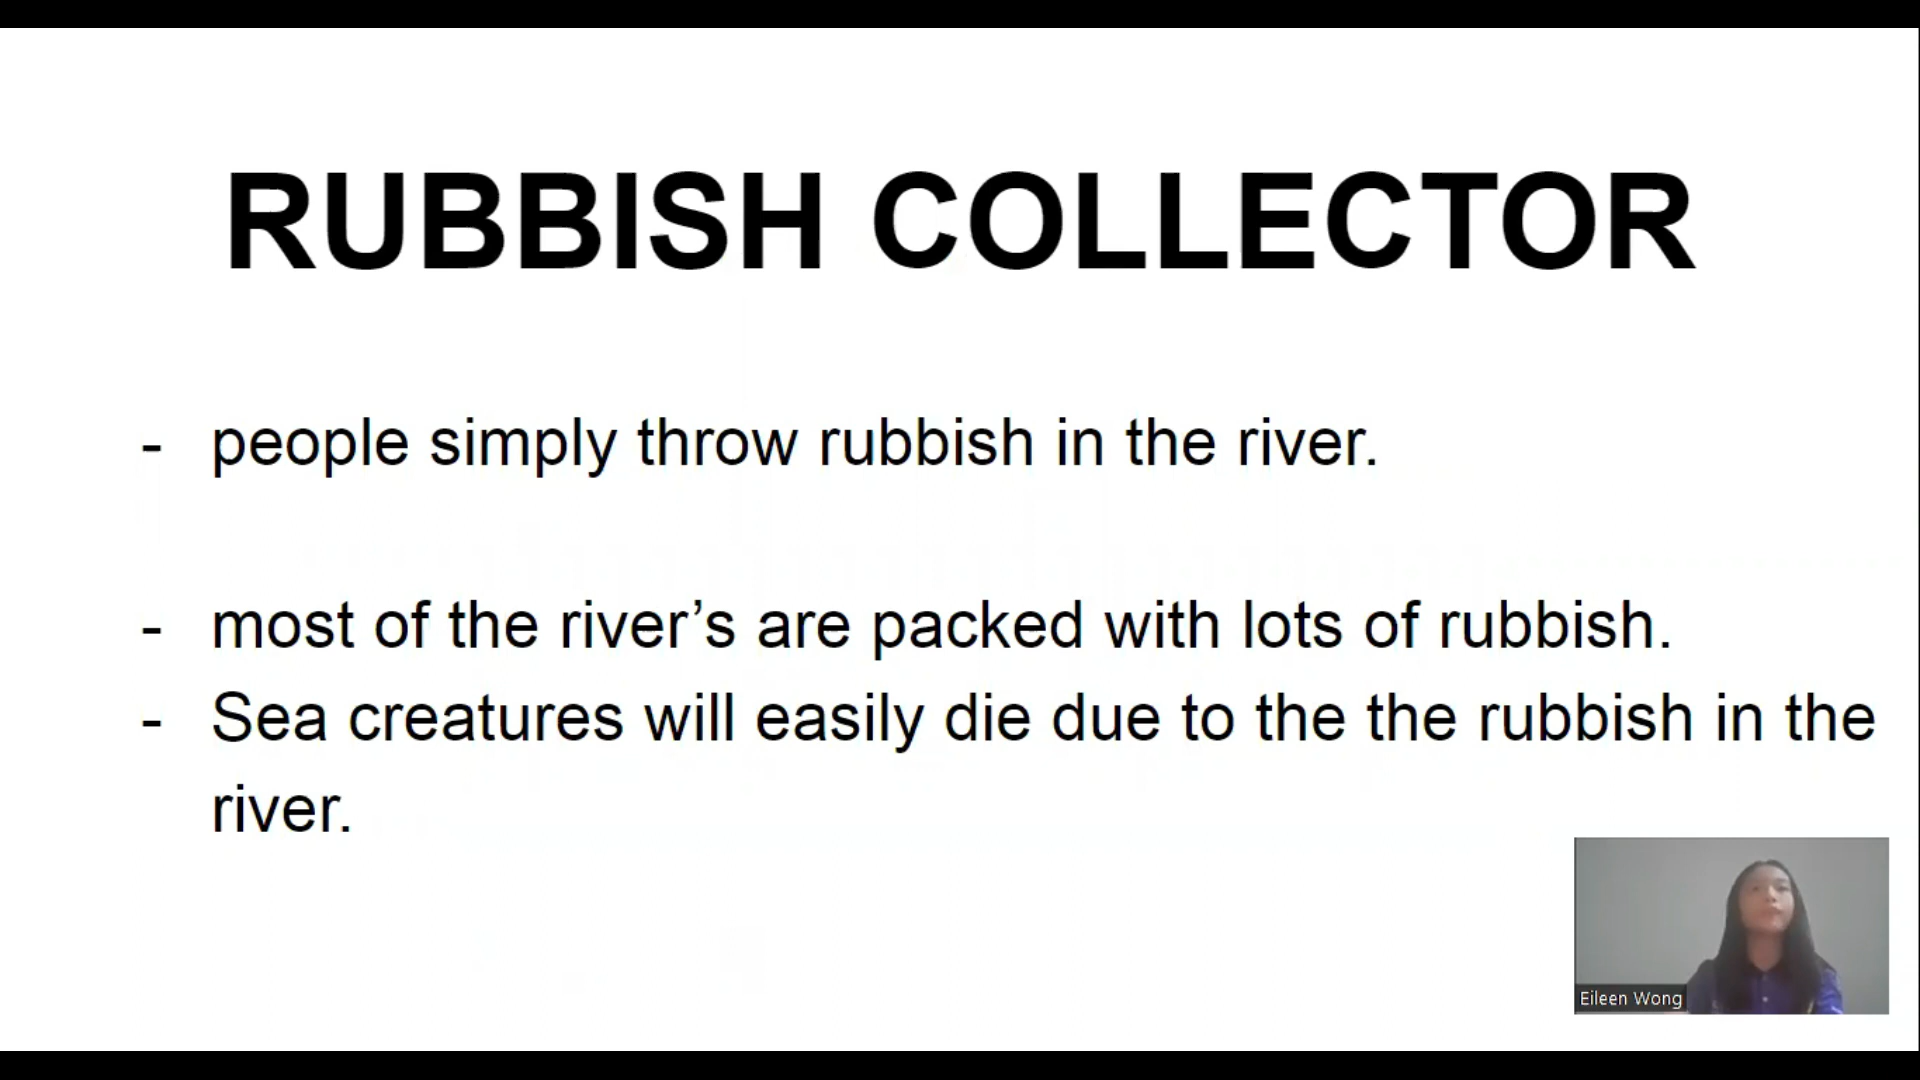 RUBBISH COLLECTOR
- people simply throw rubbish in the river.
- most of the river’s are packed with lots of rubbish.
- Sea creatures will easily die due to the the rubbish in the
river.
Eileen Wong